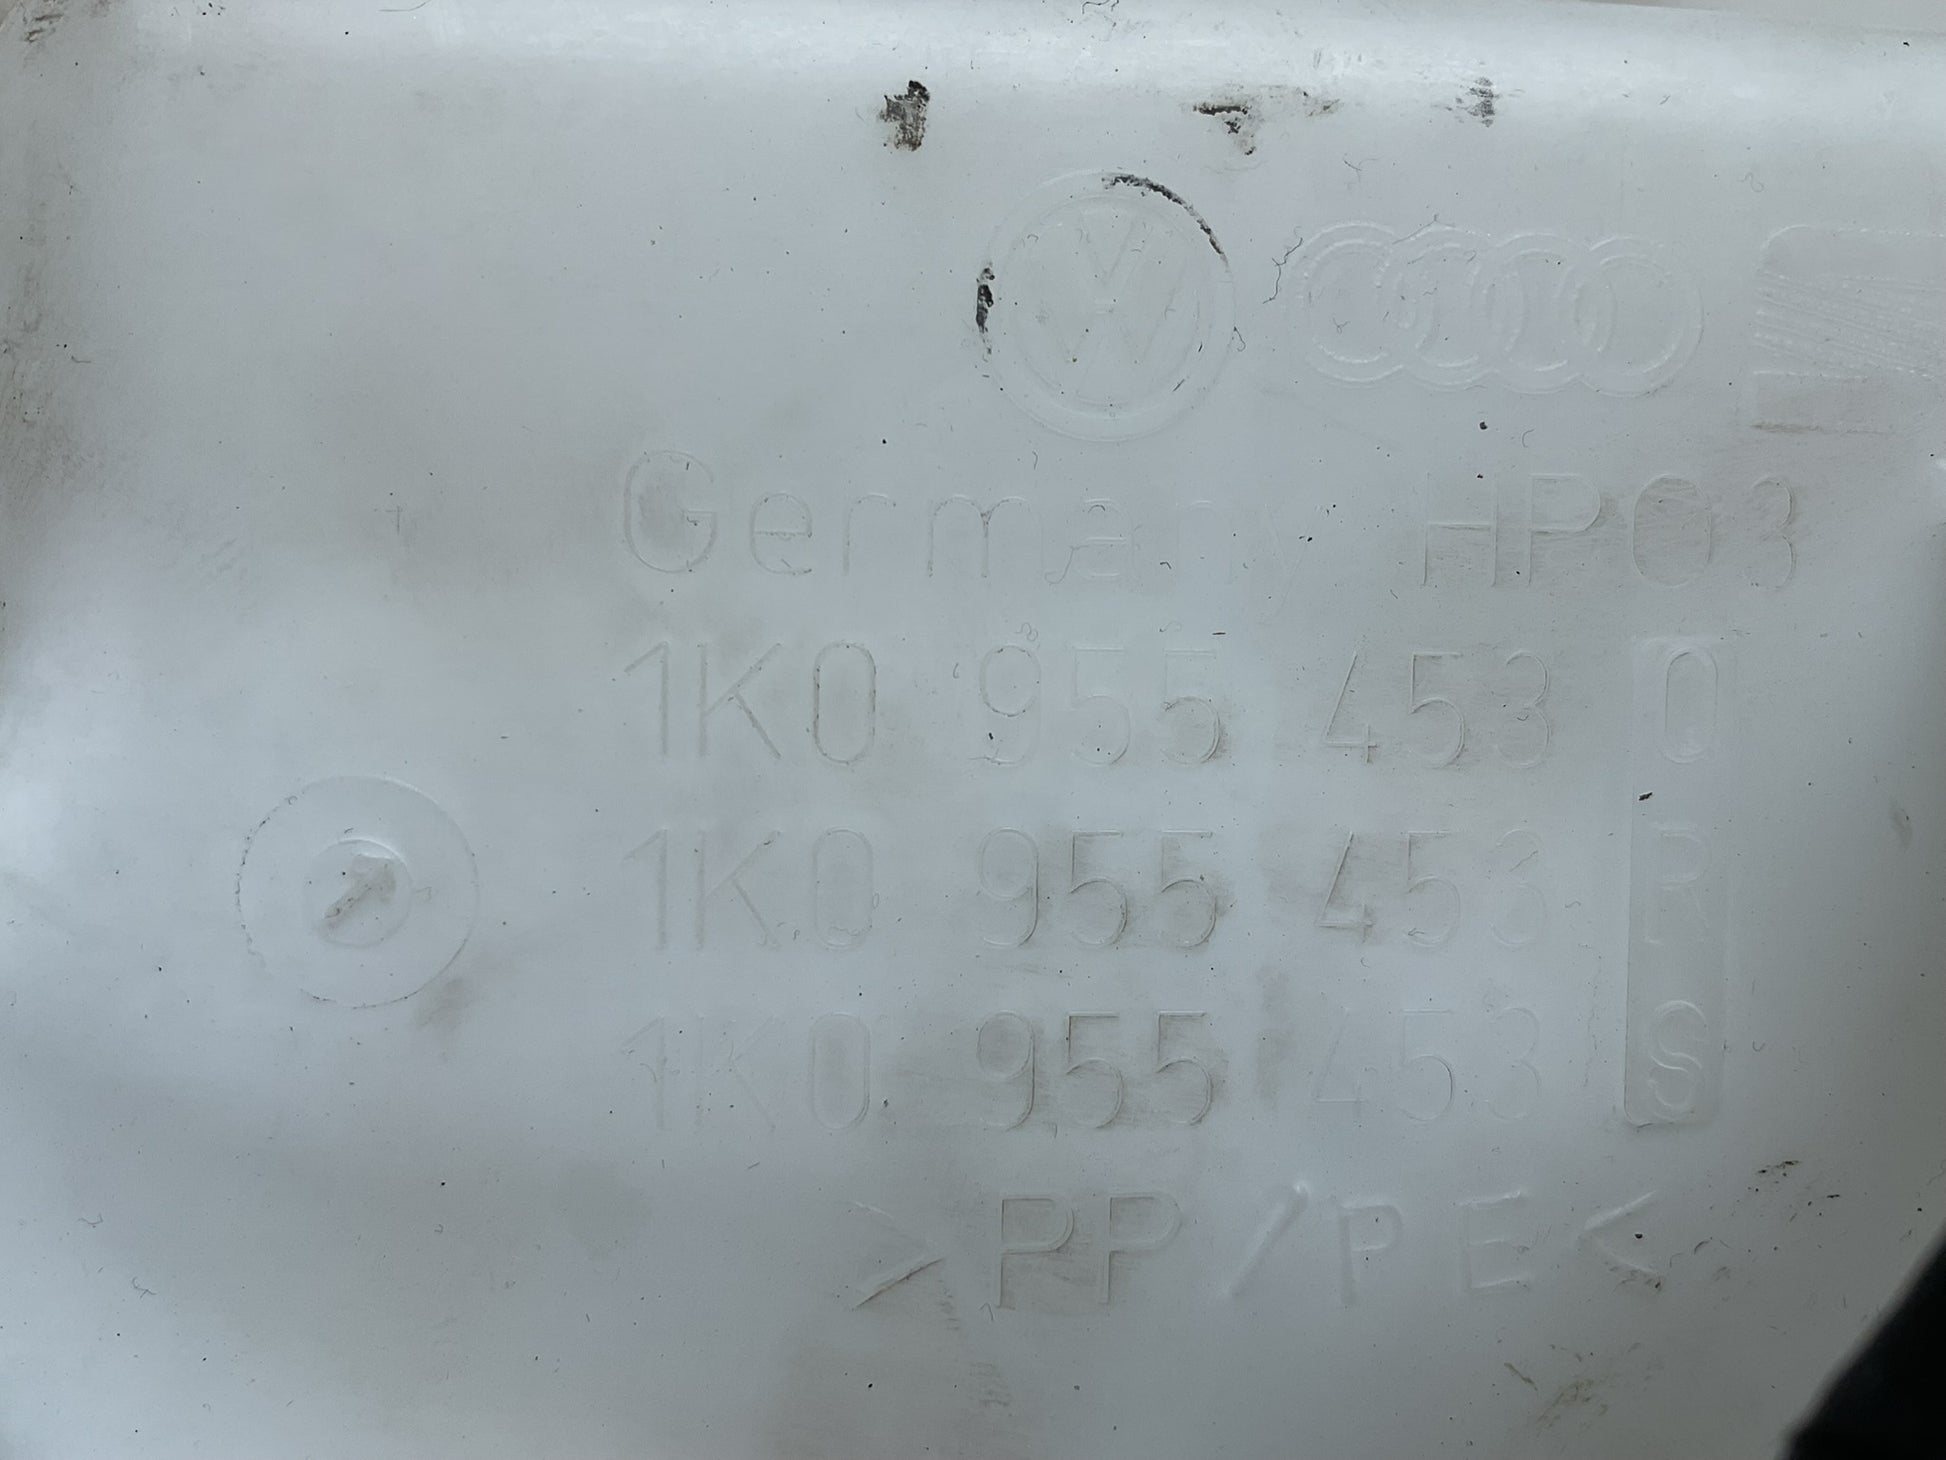 Germany HP03
1K0 955 453 Q
1K0 955 453 R
1K0 955 453 S
>PP/PE<